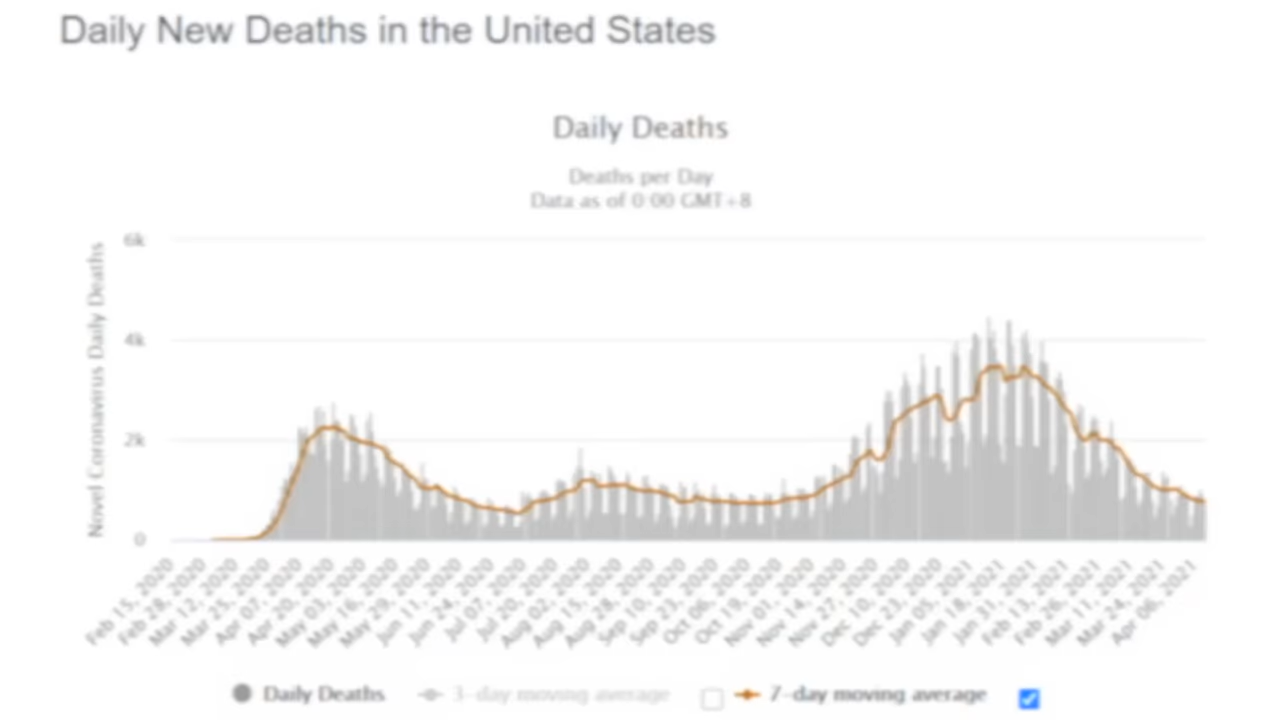 Daily New Deaths in the United States
Daily Deaths
Deaths per Day
Data as of 0:00 GMT+8
Novel Coronavirus Daily Deaths
6k
4k
2k
0
Feb 15, 2020
Feb 28, 2020
Mar 12, 2020
Mar 25, 2020
Apr 07, 2020
Apr 20, 2020
May 03, 2020
May 16, 2020
May 29, 2020
Jun 11, 2020
Jun 24, 2020
Jul 07, 2020
Jul 20, 2020
Aug 02, 2020
Aug 15, 2020
Aug 28, 2020
Sep 10, 2020
Sep 23, 2020
Oct 06, 2020
Oct 19, 2020
Nov 01, 2020
Nov 14, 2020
Nov 27, 2020
Dec 10, 2020
Dec 23, 2020
Jan 05, 2021
Jan 18, 2021
Jan 31, 2021
Feb 13, 2021
Feb 26, 2021
Mar 11, 2021
Mar 24, 2021
Apr 06, 2021
Daily Deaths
3-day moving average
7-day moving average